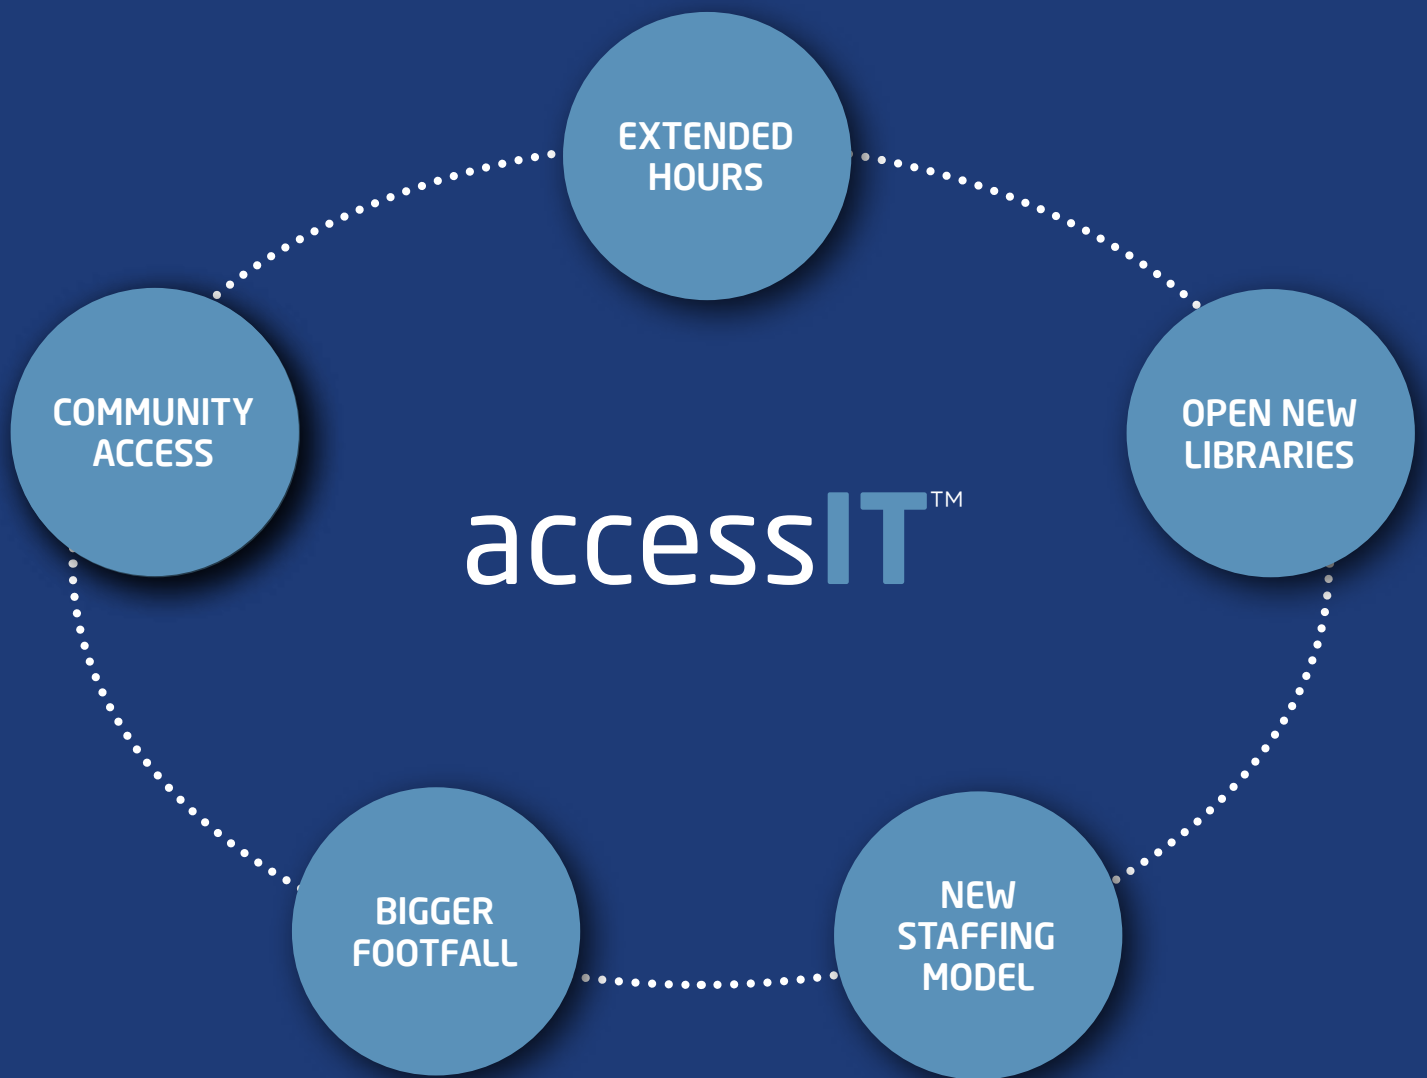 EXTENDED
HOURS
COMMUNITY
ACCESS
OPEN NEW
LIBRARIES
accessIT™
BIGGER
FOOTFALL
NEW
STAFFING
MODEL